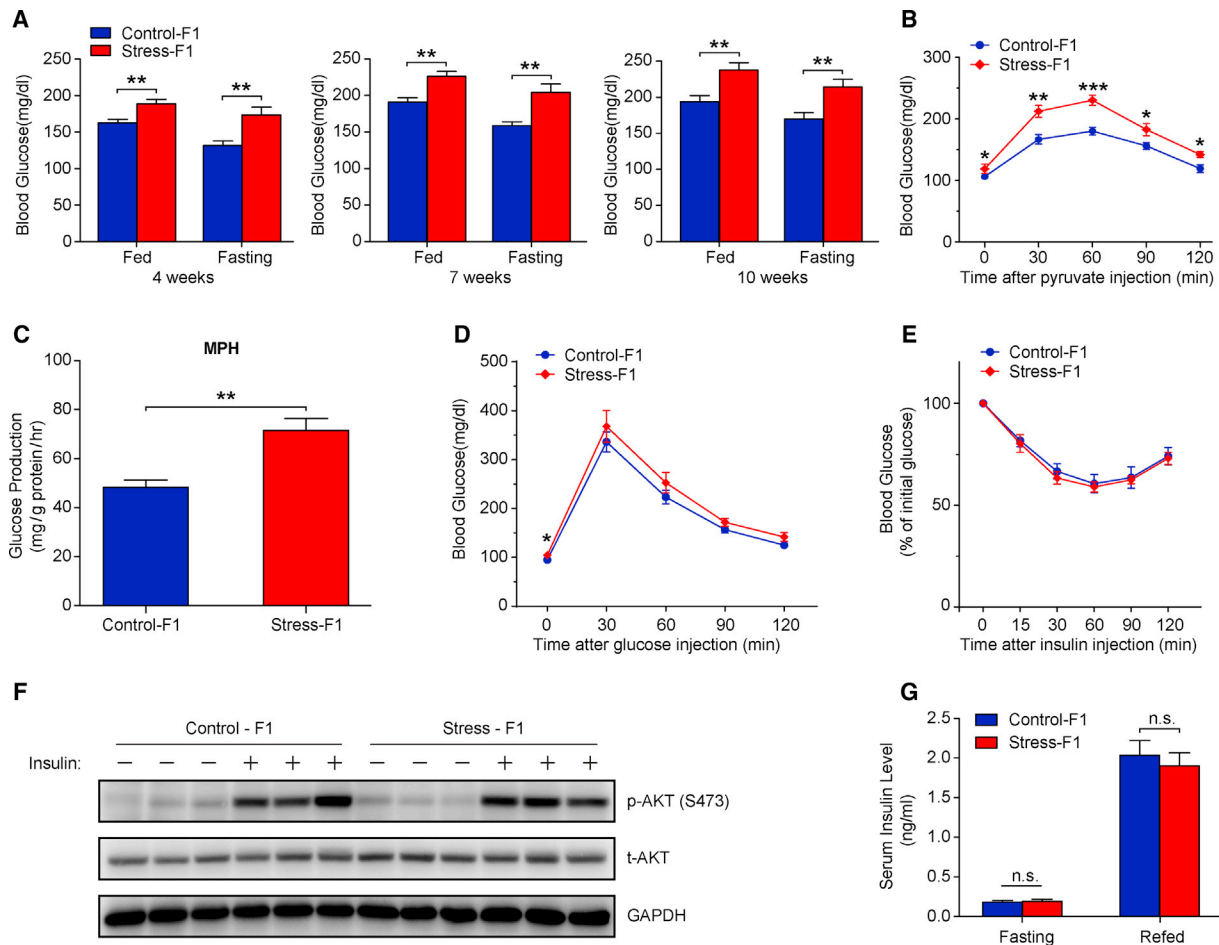 A
Control-F1
Stress-F1
Blood Glucose(mg/dl)
250
200
150
100
50
0
**
**
Fed
Fasting
4 weeks
Blood Glucose(mg/dl)
250
200
150
100
50
0
**
**
Fed
Fasting
7 weeks
Blood Glucose(mg/dl)
250
200
150
100
50
0
**
**
Fed
Fasting
10 weeks
B
Control-F1
Stress-F1
Blood Glucose(mg/dl)
300
200
100
0
*
**
***
*
*
0 30 60 90 120
Time after pyruvate injection (min)
C
MPH
Glucose Production
(mg/g protein/hr)
100
80
60
40
20
0
**
Control-F1
Stress-F1
D
Control-F1
Stress-F1
Blood Glucose(mg/dl)
500
400
300
200
100
0
*
0 30 60 90 120
Time atter glucose injection (min)
E
Control-F1
Stress-F1
Blood Glucose
(% of initial glucose)
100
50
0
0 15 30 60 90 120
Time after insulin injection (min)
F
Control - F1
Stress - F1
Insulin: − − − + + + − − − + + +
p-AKT (S473)
t-AKT
GAPDH
G
Control-F1
Stress-F1
Serum Insulin Level
(ng/ml)
2.5
2.0
1.5
1.0
0.5
0.0
n.s.
n.s.
Fasting
Refed